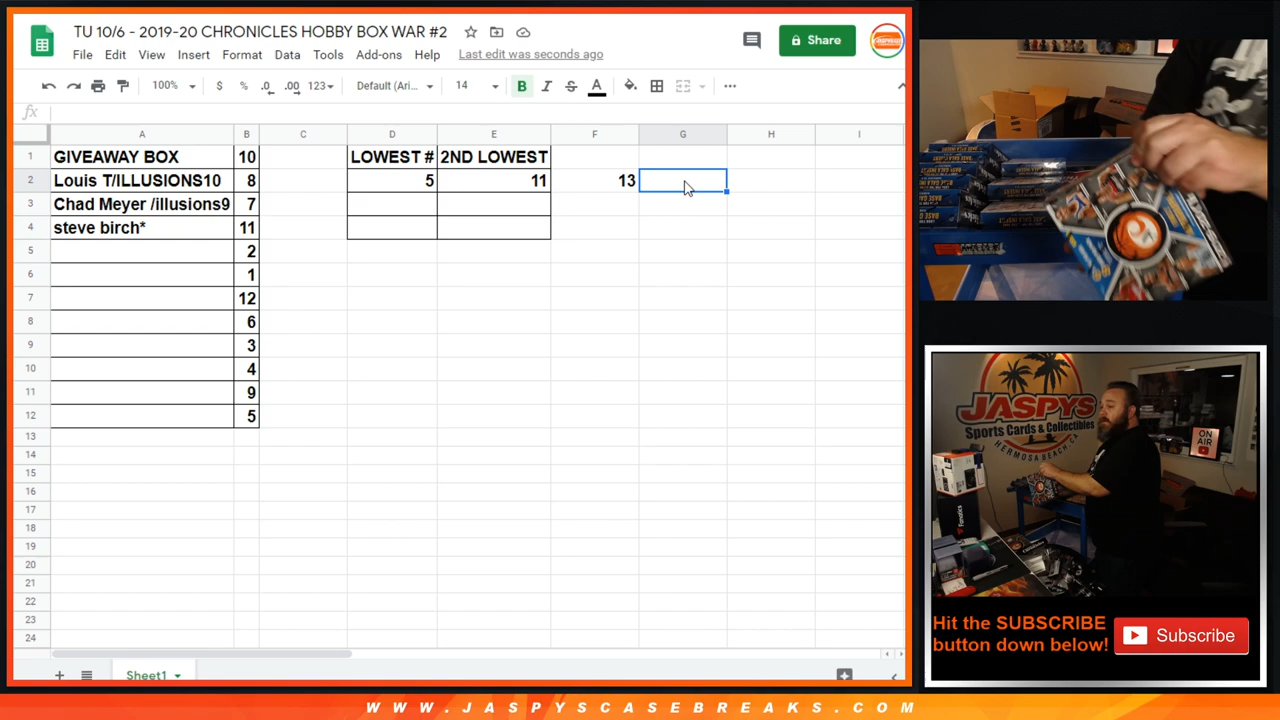 TU 10/6 - 2019-20 CHRONICLES HOBBY BOX WAR #2
File Edit View Insert Format Data Tools Add-ons Help Last edit was seconds ago
Share
100% $ % .0 .00 123 Default (Ari... 14 B I S A
fx
A B C D E F G H I
1 GIVEAWAY BOX 10 LOWEST # 2ND LOWEST
2 Louis T/ILLUSIONS10 8 5 11 13
3 Chad Meyer /illusions9 7
4 steve birch* 11
5 2
6 1
7 12
8 6
9 3
10 4
11 9
12 5
13
14
15
16
17
18
19
20
21
22
23
24
Sheet1
JASPYS
Sports Cards & Collectibles
HERMOSA BEACH, CA
ON AIR
Fanatics
Hit the SUBSCRIBE
button down below!
Subscribe
WWW.JASPYSCASEBREAKS.COM